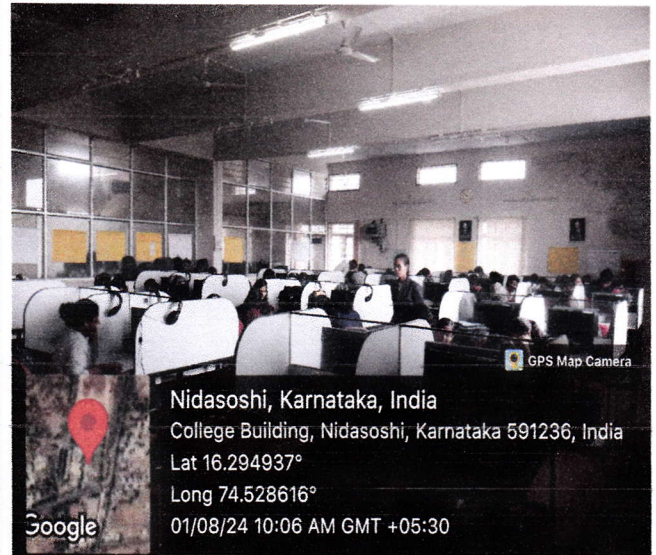 GPS Map Camera
Nidasoshi, Karnataka, India
College Building, Nidasoshi, Karnataka 591236, India
Lat 16.294937°
Long 74.528616°
01/08/24 10:06 AM GMT +05:30
Google